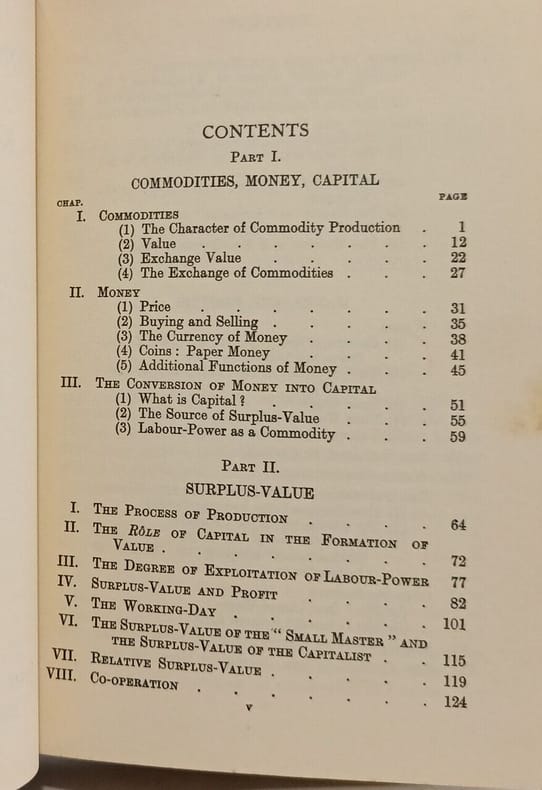 CONTENTS
PART I.
COMMODITIES, MONEY, CAPITAL
CHAP. PAGE
I. COMMODITIES
(1) The Character of Commodity Production . 1
(2) Value . . . . . . 12
(3) Exchange Value . . . . . 22
(4) The Exchange of Commodities . . . 27
II. MONEY
(1) Price . . . . . . 31
(2) Buying and Selling . . . . . 35
(3) The Currency of Money . . . . 38
(4) Coins : Paper Money . . . . 41
(5) Additional Functions of Money . . . 45
III. THE CONVERSION OF MONEY INTO CAPITAL
(1) What is Capital ? . . . . . 51
(2) The Source of Surplus-Value . . . 55
(3) Labour-Power as a Commodity . . . 59
PART II.
SURPLUS-VALUE
I. THE PROCESS OF PRODUCTION . . . . 64
II. THE RÔLE OF CAPITAL IN THE FORMATION OF
VALUE . . . . . . . . 72
III. THE DEGREE OF EXPLOITATION OF LABOUR-POWER 77
IV. SURPLUS-VALUE AND PROFIT . . . . 82
V. THE WORKING-DAY . . . . . . 101
VI. THE SURPLUS-VALUE OF THE “ SMALL MASTER ” AND
THE SURPLUS-VALUE OF THE CAPITALIST . . 115
VII. RELATIVE SURPLUS-VALUE . . . . . 119
VIII. CO-OPERATION . . . . . . . 124
v